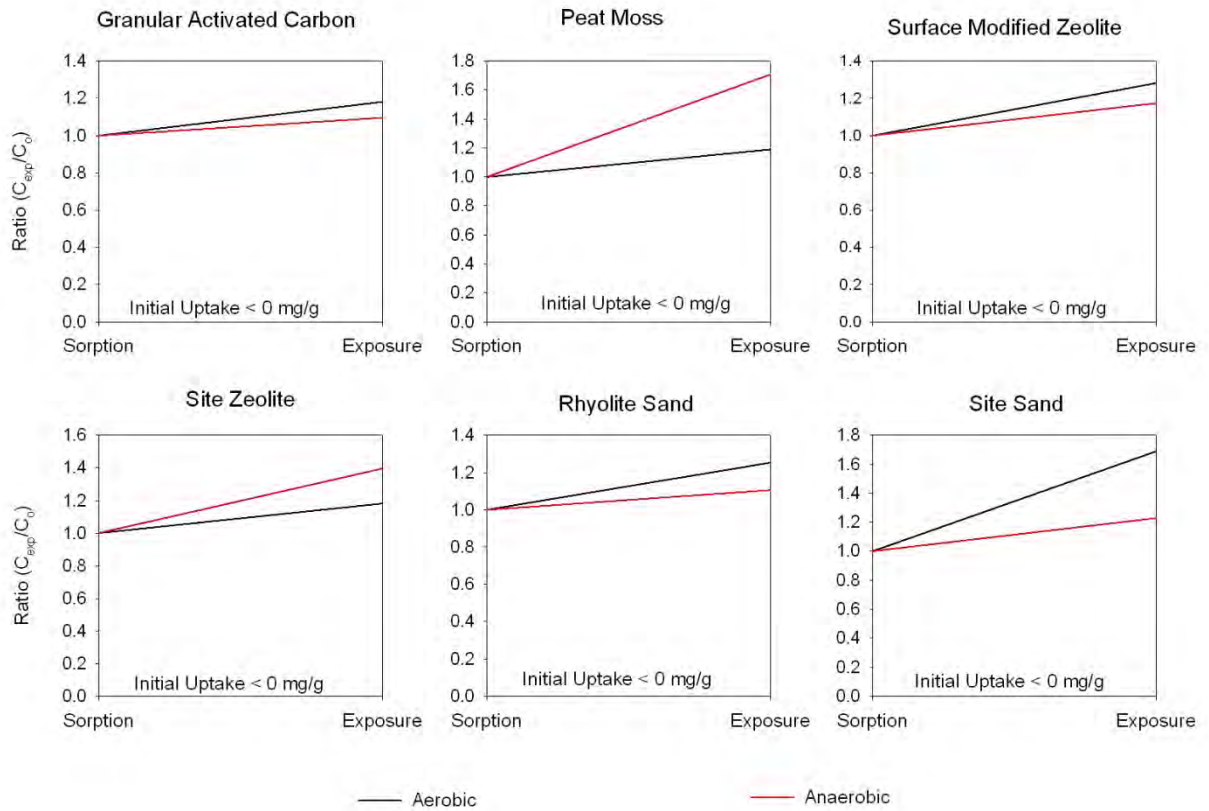 Granular Activated Carbon
Peat Moss
Surface Modified Zeolite
Ratio (Cexp/Co)
1.4
1.2
1.0
0.8
0.6
0.4
0.2
0.0
Initial Uptake < 0 mg/g
Sorption
Exposure
1.8
1.6
1.4
1.2
1.0
0.8
0.6
0.4
0.2
0.0
Initial Uptake < 0 mg/g
Sorption
Exposure
1.4
1.2
1.0
0.8
0.6
0.4
0.2
0.0
Initial Uptake < 0 mg/g
Sorption
Exposure
Site Zeolite
Rhyolite Sand
Site Sand
Ratio (Cexp/Co)
1.6
1.4
1.2
1.0
0.8
0.6
0.4
0.2
0.0
Initial Uptake < 0 mg/g
Sorption
Exposure
1.4
1.2
1.0
0.8
0.6
0.4
0.2
0.0
Initial Uptake < 0 mg/g
Sorption
Exposure
1.8
1.6
1.4
1.2
1.0
0.8
0.6
0.4
0.2
0.0
Initial Uptake < 0 mg/g
Sorption
Exposure
Aerobic
Anaerobic